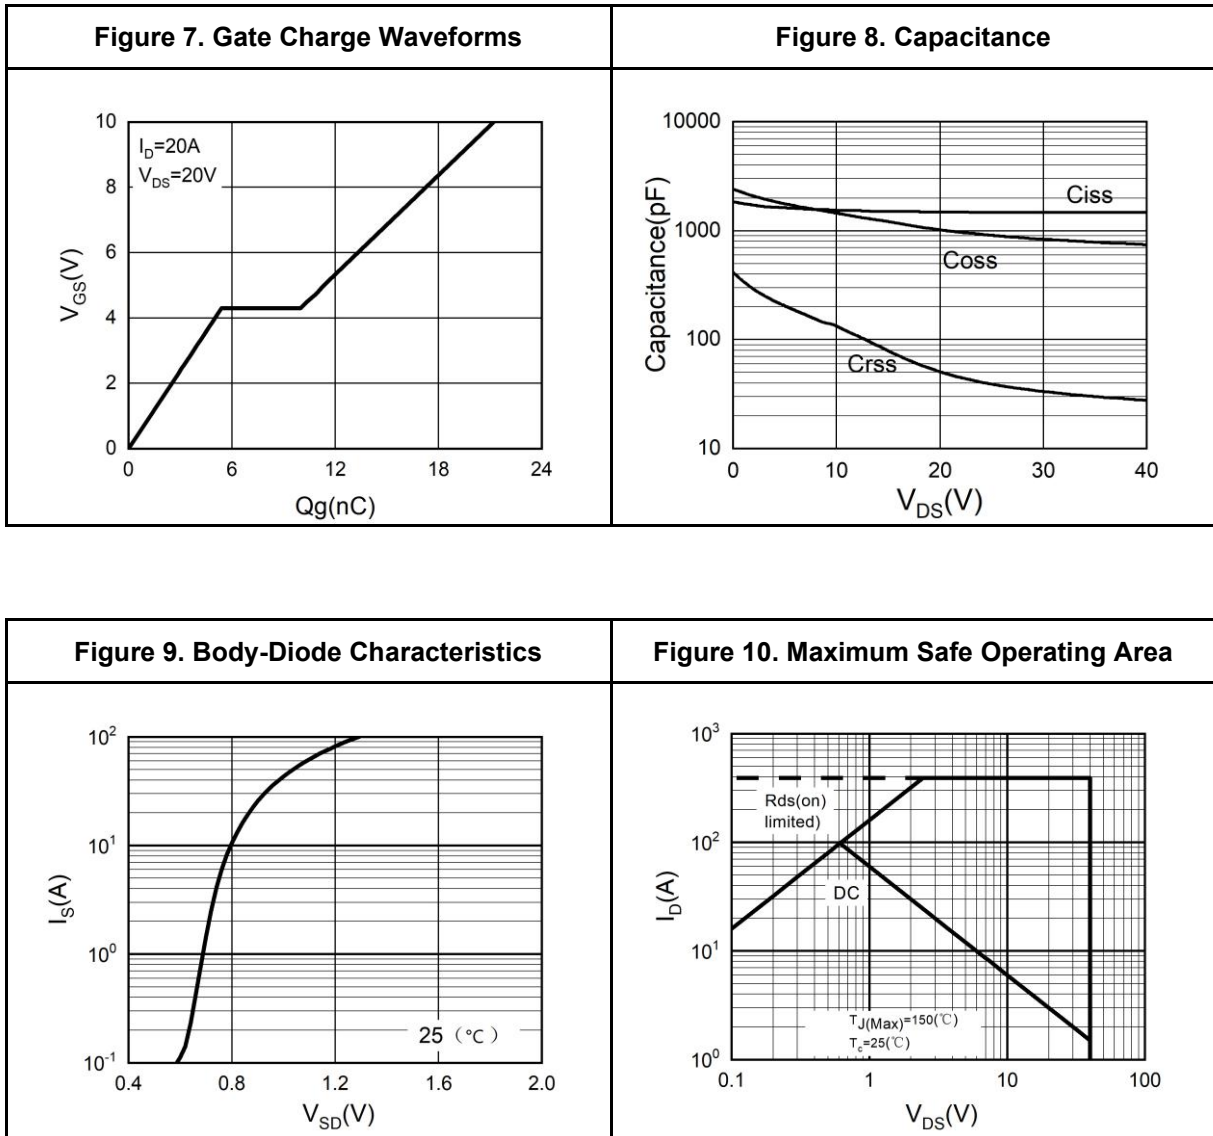 Figure 7. Gate Charge Waveforms
Figure 8. Capacitance
10
8
6
4
2
0
V_GS(V)
I_D=20A
V_DS=20V
0 6 12 18 24
Qg(nC)
10000
1000
100
10
Capacitance(pF)
Ciss
Coss
Crss
0 10 20 30 40
V_DS(V)
Figure 9. Body-Diode Characteristics
Figure 10. Maximum Safe Operating Area
10^2
10^1
10^0
10^-1
I_S(A)
25（°C）
0.4 0.8 1.2 1.6 2.0
V_SD(V)
10^3
10^2
10^1
10^0
I_D(A)
Rds(on)
limited)
DC
T_J(Max)=150(℃)
T_c=25(℃)
0.1 1 10 100
V_DS(V)